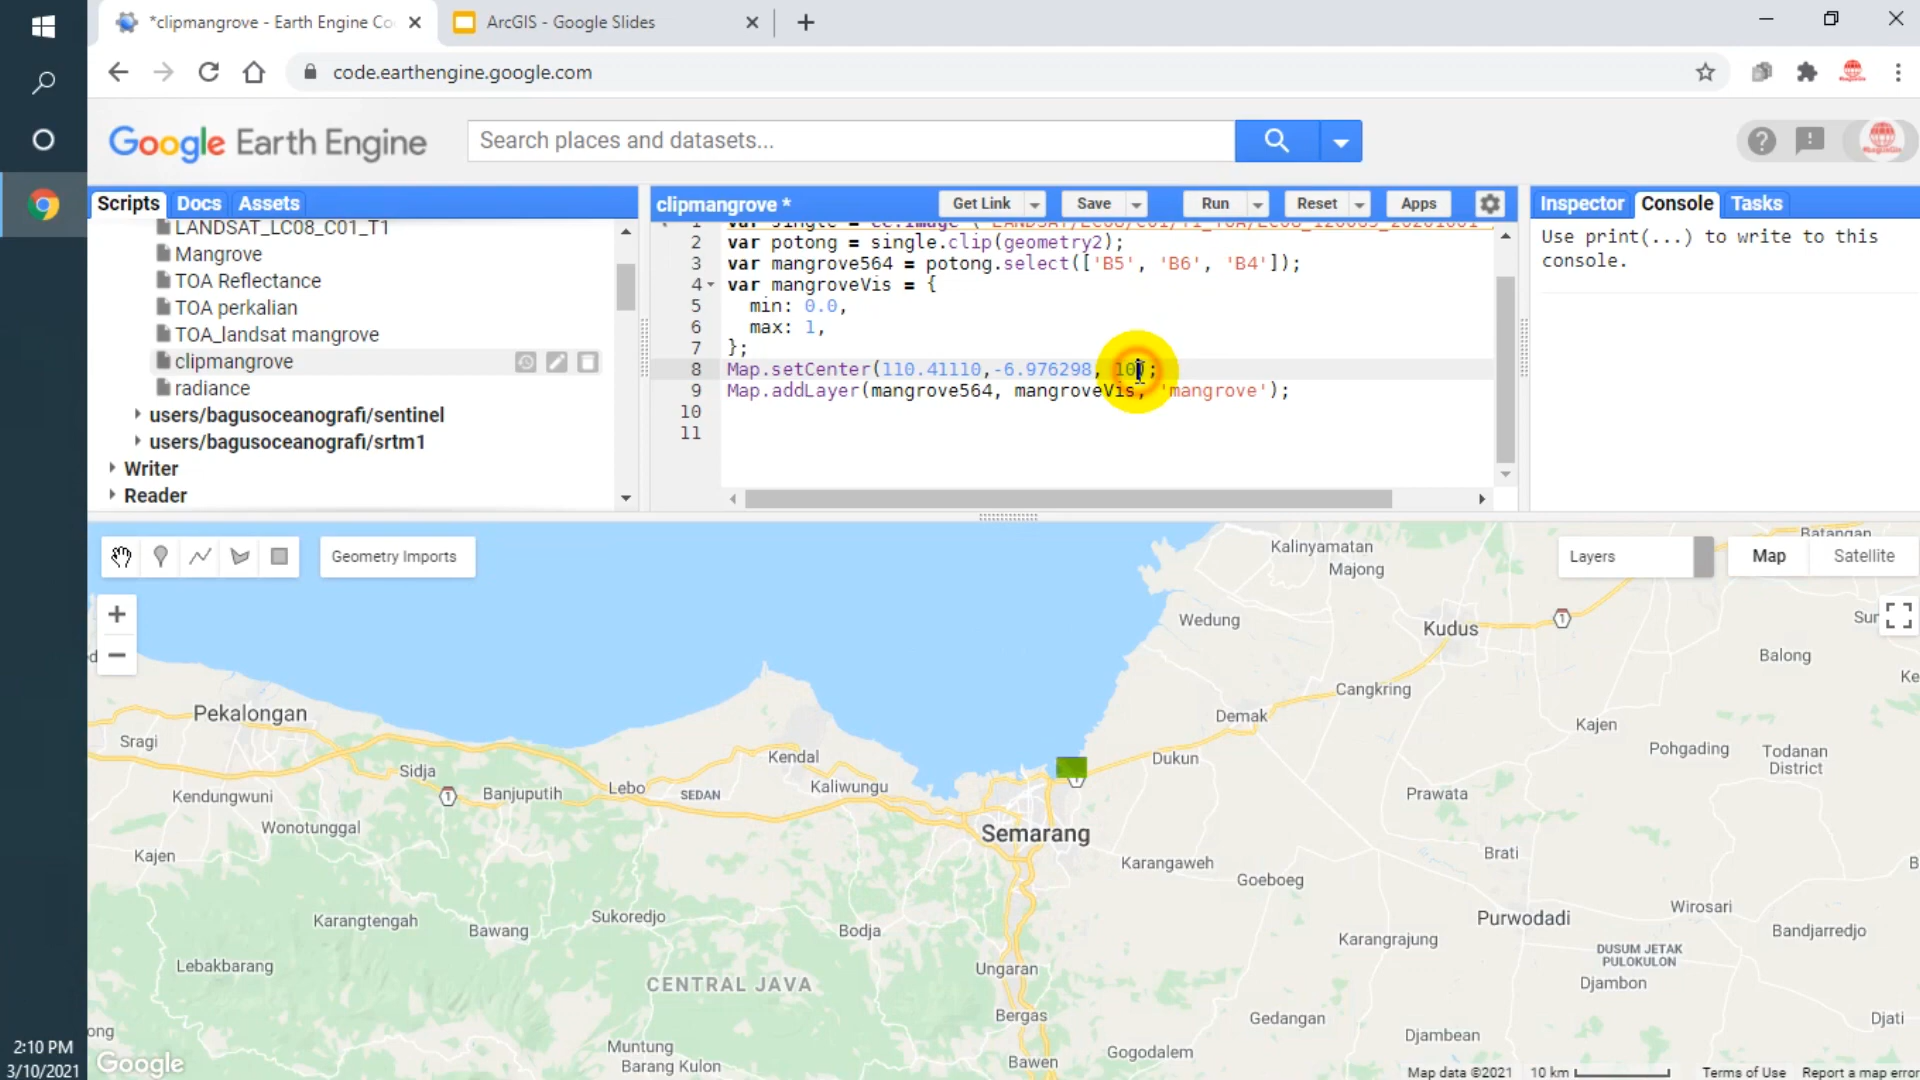 *clipmangrove - Earth Engine Co
ArcGIS - Google Slides
code.earthengine.google.com
Google Earth Engine
Search places and datasets...
Scripts
Docs
Assets
LANDSAT_LC08_C01_T1
Mangrove
TOA Reflectance
TOA perkalian
TOA_landsat mangrove
clipmangrove
radiance
users/bagusoceanografi/sentinel
users/bagusoceanografi/srtm1
Writer
Reader
clipmangrove *
Get Link
Save
Run
Reset
Apps
2 var potong = single.clip(geometry2);
3 var mangrove564 = potong.select(['B5', 'B6', 'B4']);
4 var mangroveVis = {
5 min: 0.0,
6 max: 1,
7 };
8 Map.setCenter(110.41110,-6.976298, 10);
9 Map.addLayer(mangrove564, mangroveVis, 'mangrove');
10
11
Inspector
Console
Tasks
Use print(...) to write to this
console.
Geometry Imports
Layers
Map
Satellite
Batangan
Kalinyamatan
Majong
Wedung
Kudus
1
Sur
Balong
Ke
Cangkring
Pekalongan
Sragi
Demak
Kajen
Pohgading
Todanan
District
Kendal
Dukun
Sidja
Kendungwuni
1
Banjuputih
Lebo
SEDAN
Kaliwungu
Prawata
Wonotunggal
Semarang
Kajen
Karangaweh
Brati
Goeboeg
B
Karangtengah
Bawang
Sukoredjo
Bodja
Purwodadi
Wirosari
Karangrajung
Bandjarredjo
DUSUM JETAK
PULOKULON
Lebakbarang
CENTRAL JAVA
Ungaran
Djambon
Bergas
Gedangan
Djati
ong
Djambean
Muntung
Barang Kulon
Bawen
Gogodalem
Google
Map data ©2021
10 km
Terms of Use
Report a map error
2:10 PM
3/10/2021